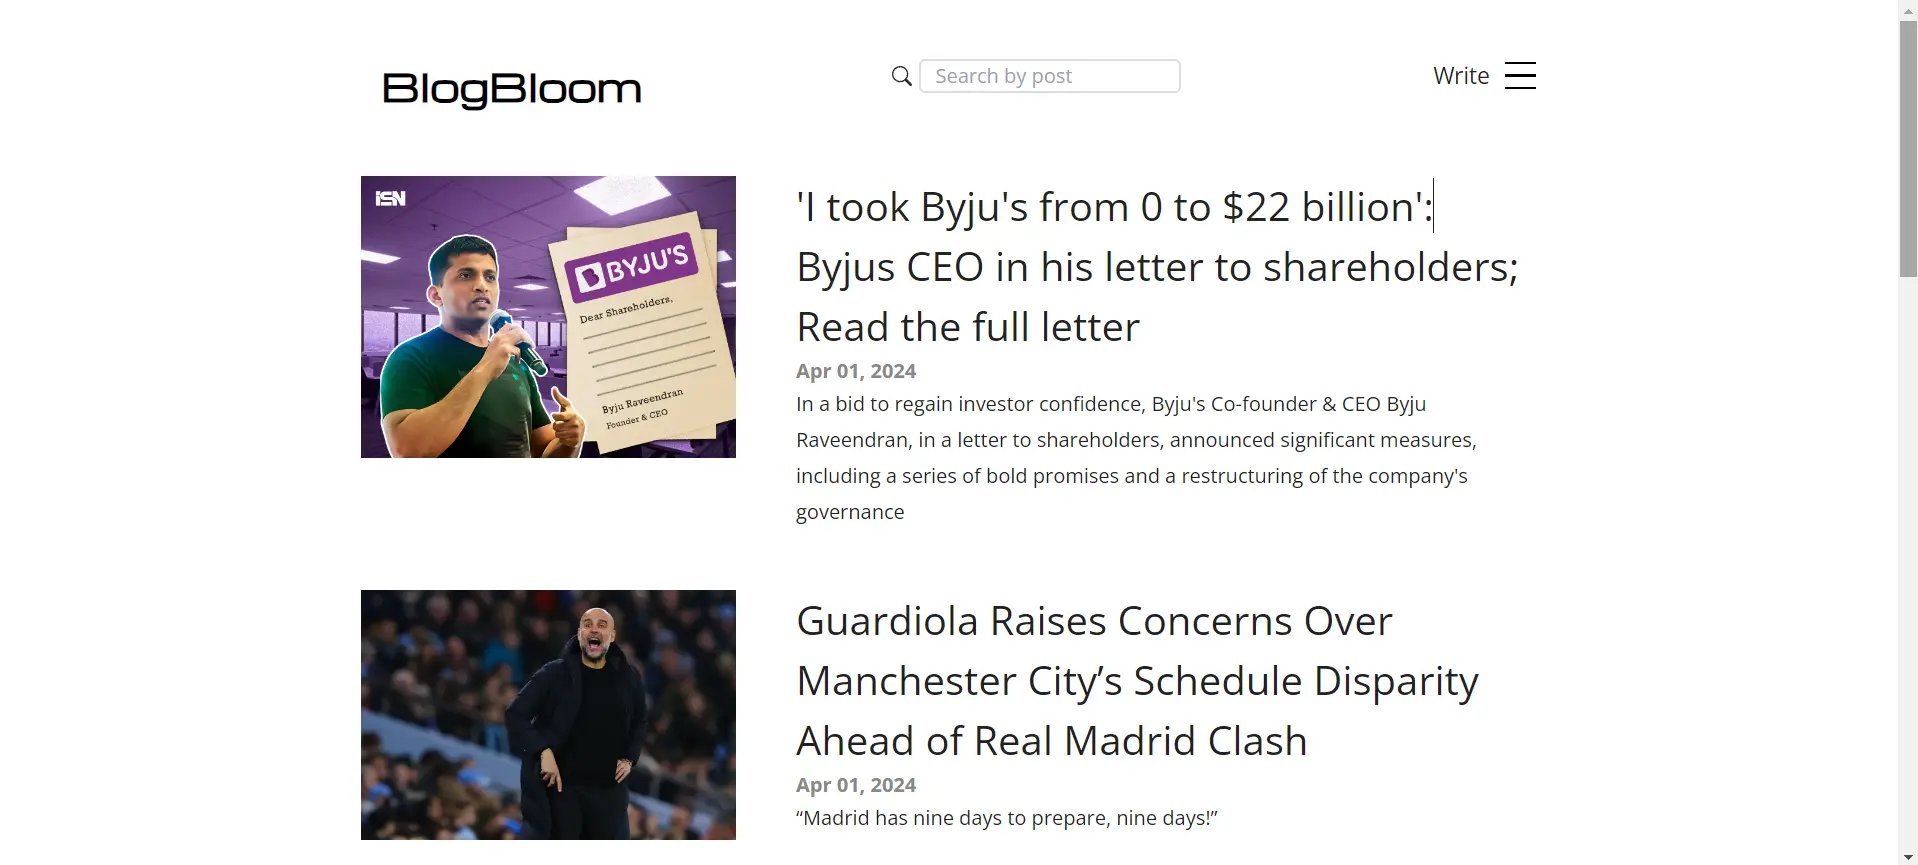 BlogBloom
Search by post
Write
ISN
BYJU'S
Dear Shareholders,
Byju Raveendran
Founder & CEO
'I took Byju's from 0 to $22 billion':
Byjus CEO in his letter to shareholders;
Read the full letter
Apr 01, 2024
In a bid to regain investor confidence, Byju's Co-founder & CEO Byju
Raveendran, in a letter to shareholders, announced significant measures,
including a series of bold promises and a restructuring of the company's
governance
Guardiola Raises Concerns Over
Manchester City’s Schedule Disparity
Ahead of Real Madrid Clash
Apr 01, 2024
“Madrid has nine days to prepare, nine days!”